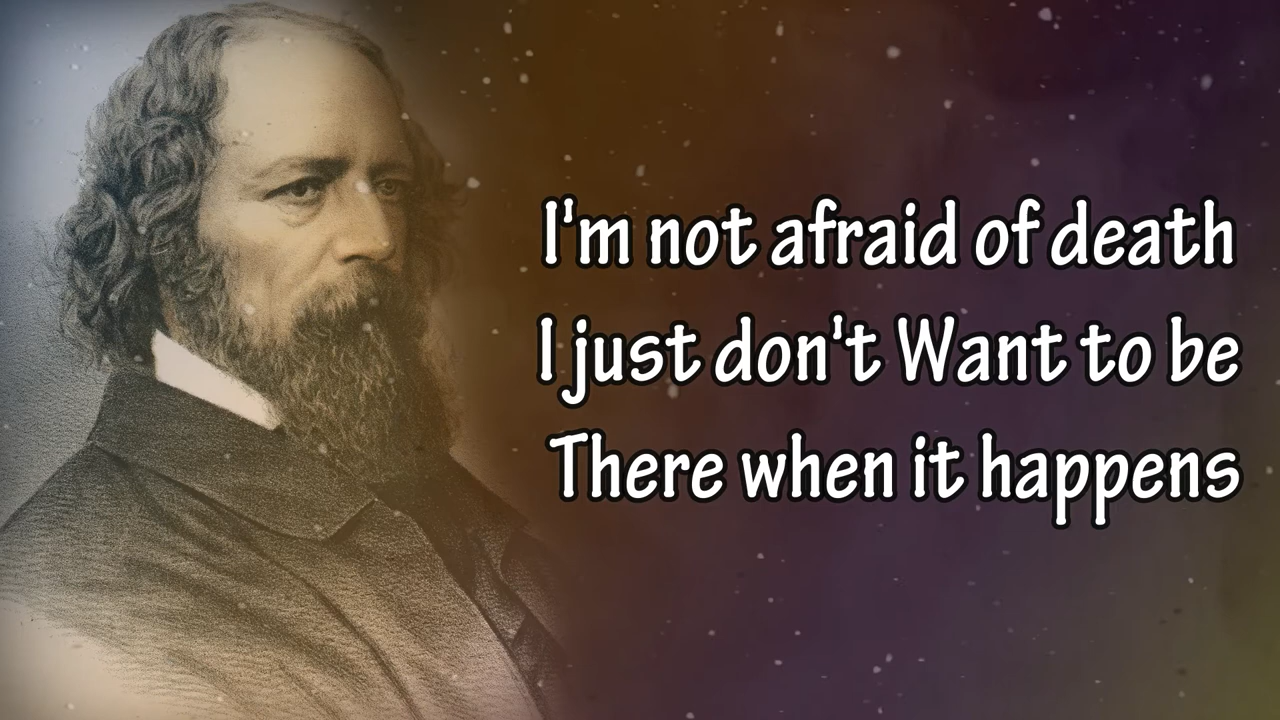 I'm not afraid of death
I just don't Want to be
There when it happens